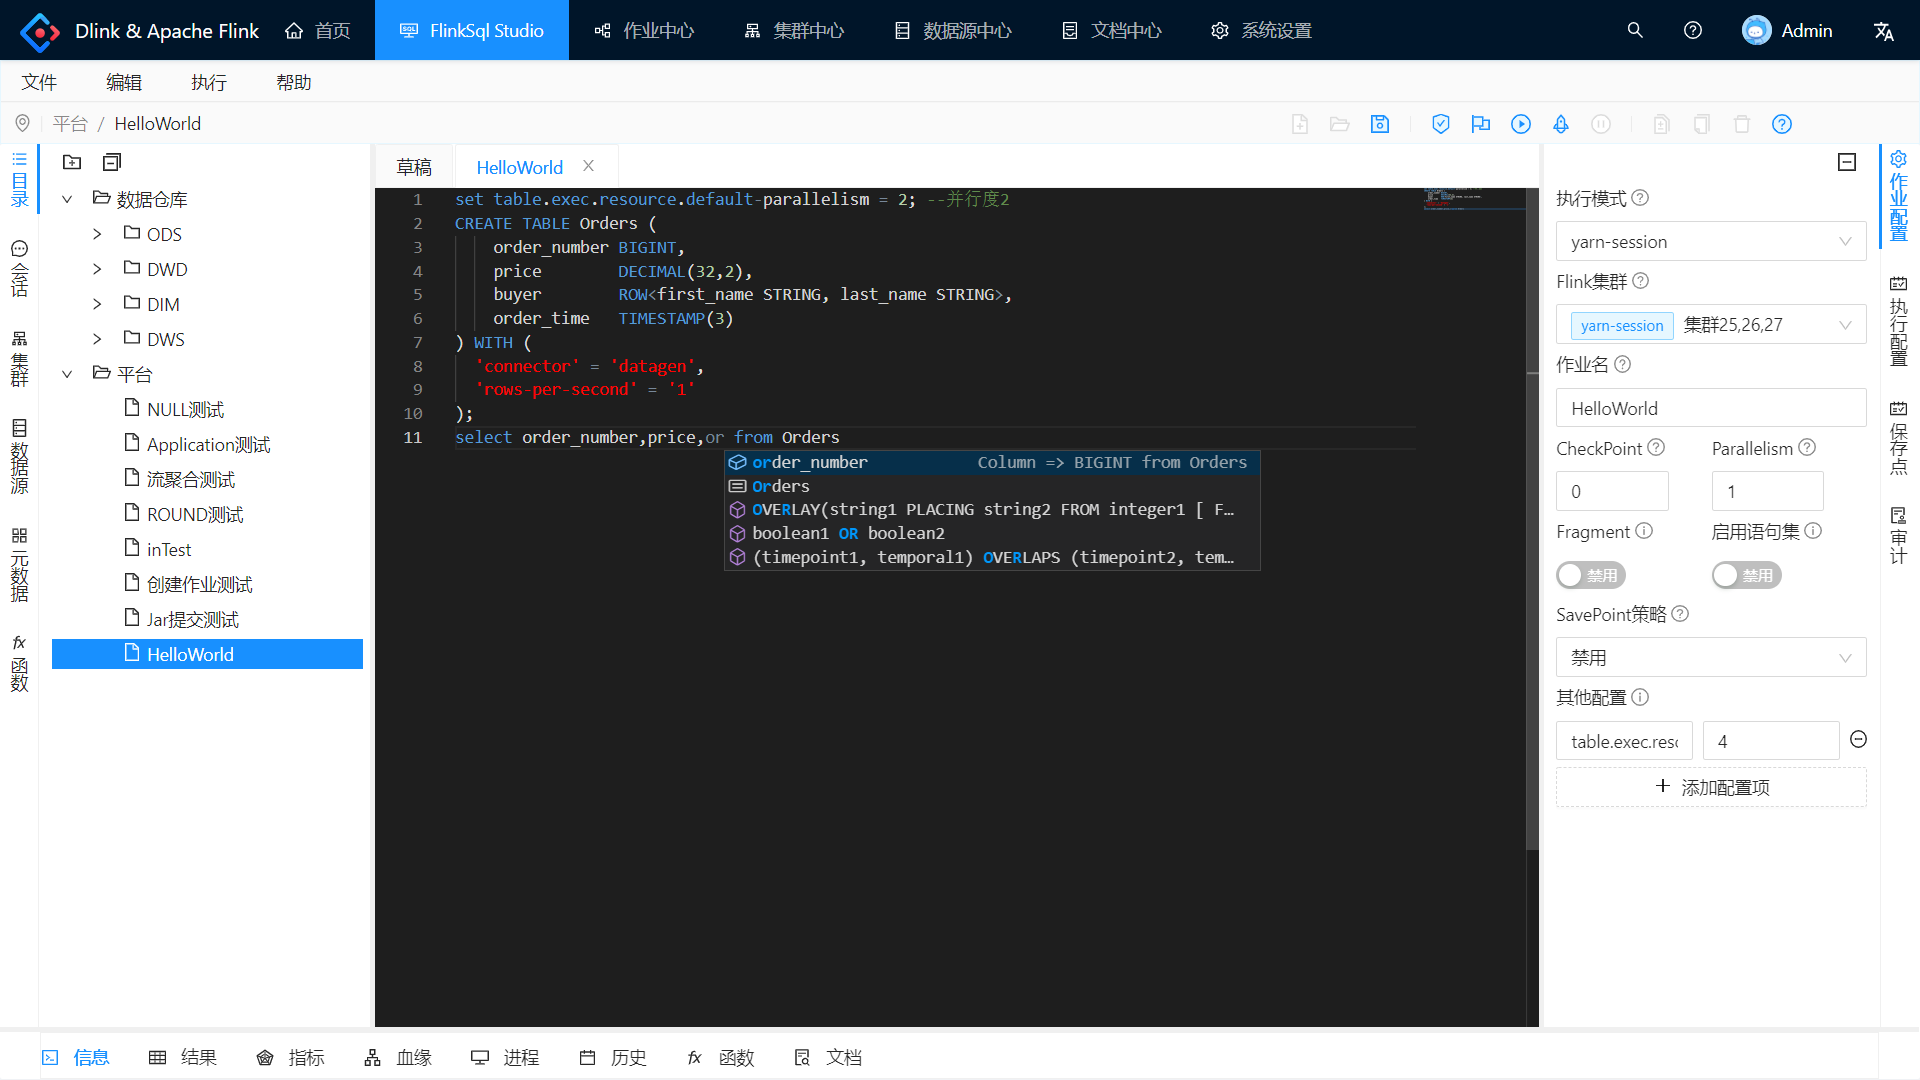 Dlink & Apache Flink 首页 FlinkSql Studio 作业中心 集群中心 数据源中心 文档中心 系统设置 Admin
文件 编辑 执行 帮助
平台 / HelloWorld
目录
会话
集群
数据源
元数据
函数
数据仓库
ODS
DWD
DIM
DWS
平台
NULL测试
Application测试
流聚合测试
ROUND测试
inTest
创建作业测试
Jar提交测试
HelloWorld
草稿 HelloWorld
1 set table.exec.resource.default-parallelism = 2; --并行度2
2 CREATE TABLE Orders (
3 order_number BIGINT,
4 price DECIMAL(32,2),
5 buyer ROW<first_name STRING, last_name STRING>,
6 order_time TIMESTAMP(3)
7 ) WITH (
8 'connector' = 'datagen',
9 'rows-per-second' = '1'
10 );
11 select order_number,price,or from Orders
order_number Column => BIGINT from Orders
Orders
OVERLAY(string1 PLACING string2 FROM integer1 [ F…
boolean1 OR boolean2
(timepoint1, temporal1) OVERLAPS (timepoint2, tem…
执行模式
yarn-session
Flink集群
yarn-session 集群25,26,27
作业名
HelloWorld
CheckPoint Parallelism
0 1
Fragment 启用语句集
禁用 禁用
SavePoint策略
禁用
其他配置
table.exec.reso 4
添加配置项
作业配置
执行配置
保存点
审计
信息 结果 指标 血缘 进程 历史 函数 文档